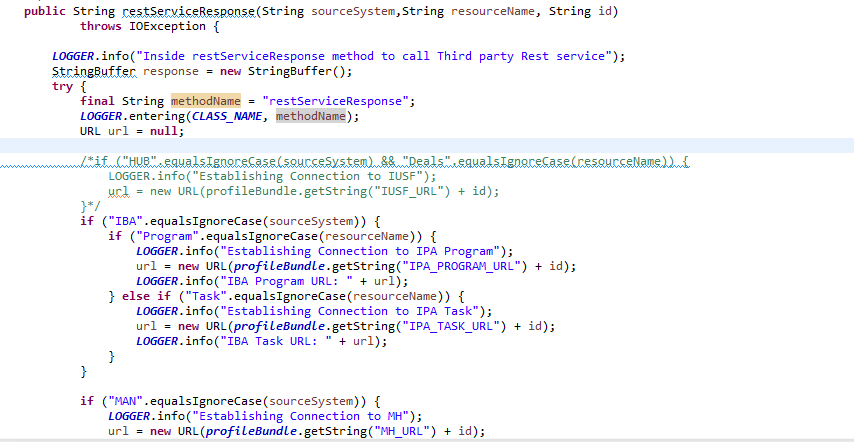 public String restServiceResponse(String sourceSystem,String resourceName, String id)
throws IOException {
LOGGER.info("Inside restServiceResponse method to call Third party Rest service");
StringBuffer response = new StringBuffer();
try {
final String methodName = "restServiceResponse";
LOGGER.entering(CLASS_NAME, methodName);
URL url = null;
/*if ("HUB".equalsIgnoreCase(sourceSystem) && "Deals".equalsIgnoreCase(resourceName)) {
LOGGER.info("Establishing Connection to IUSF");
url = new URL(profileBundle.getString("IUSF_URL") + id);
}*/
if ("IBA".equalsIgnoreCase(sourceSystem)) {
if ("Program".equalsIgnoreCase(resourceName)) {
LOGGER.info("Establishing Connection to IPA Program");
url = new URL(profileBundle.getString("IPA_PROGRAM_URL") + id);
LOGGER.info("IBA Program URL: " + url);
} else if ("Task".equalsIgnoreCase(resourceName)) {
LOGGER.info("Establishing Connection to IPA Task");
url = new URL(profileBundle.getString("IPA_TASK_URL") + id);
LOGGER.info("IBA Task URL: " + url);
}
}
if ("MAN".equalsIgnoreCase(sourceSystem)) {
LOGGER.info("Establishing Connection to MH");
url = new URL(profileBundle.getString("MH_URL") + id);